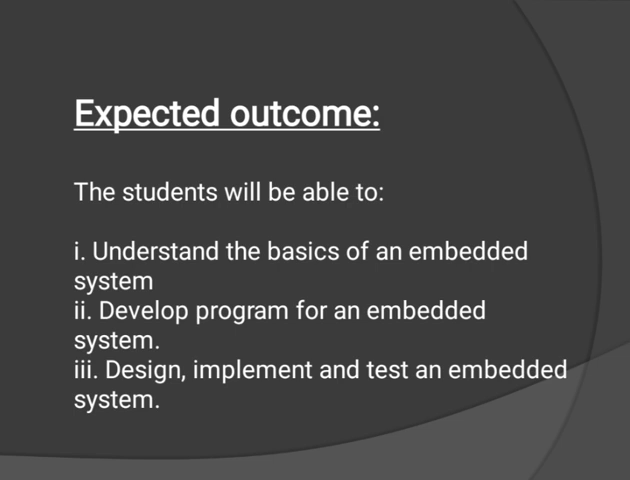 Expected outcome:
The students will be able to:
i. Understand the basics of an embedded
system
ii. Develop program for an embedded
system.
iii. Design, implement and test an embedded
system.